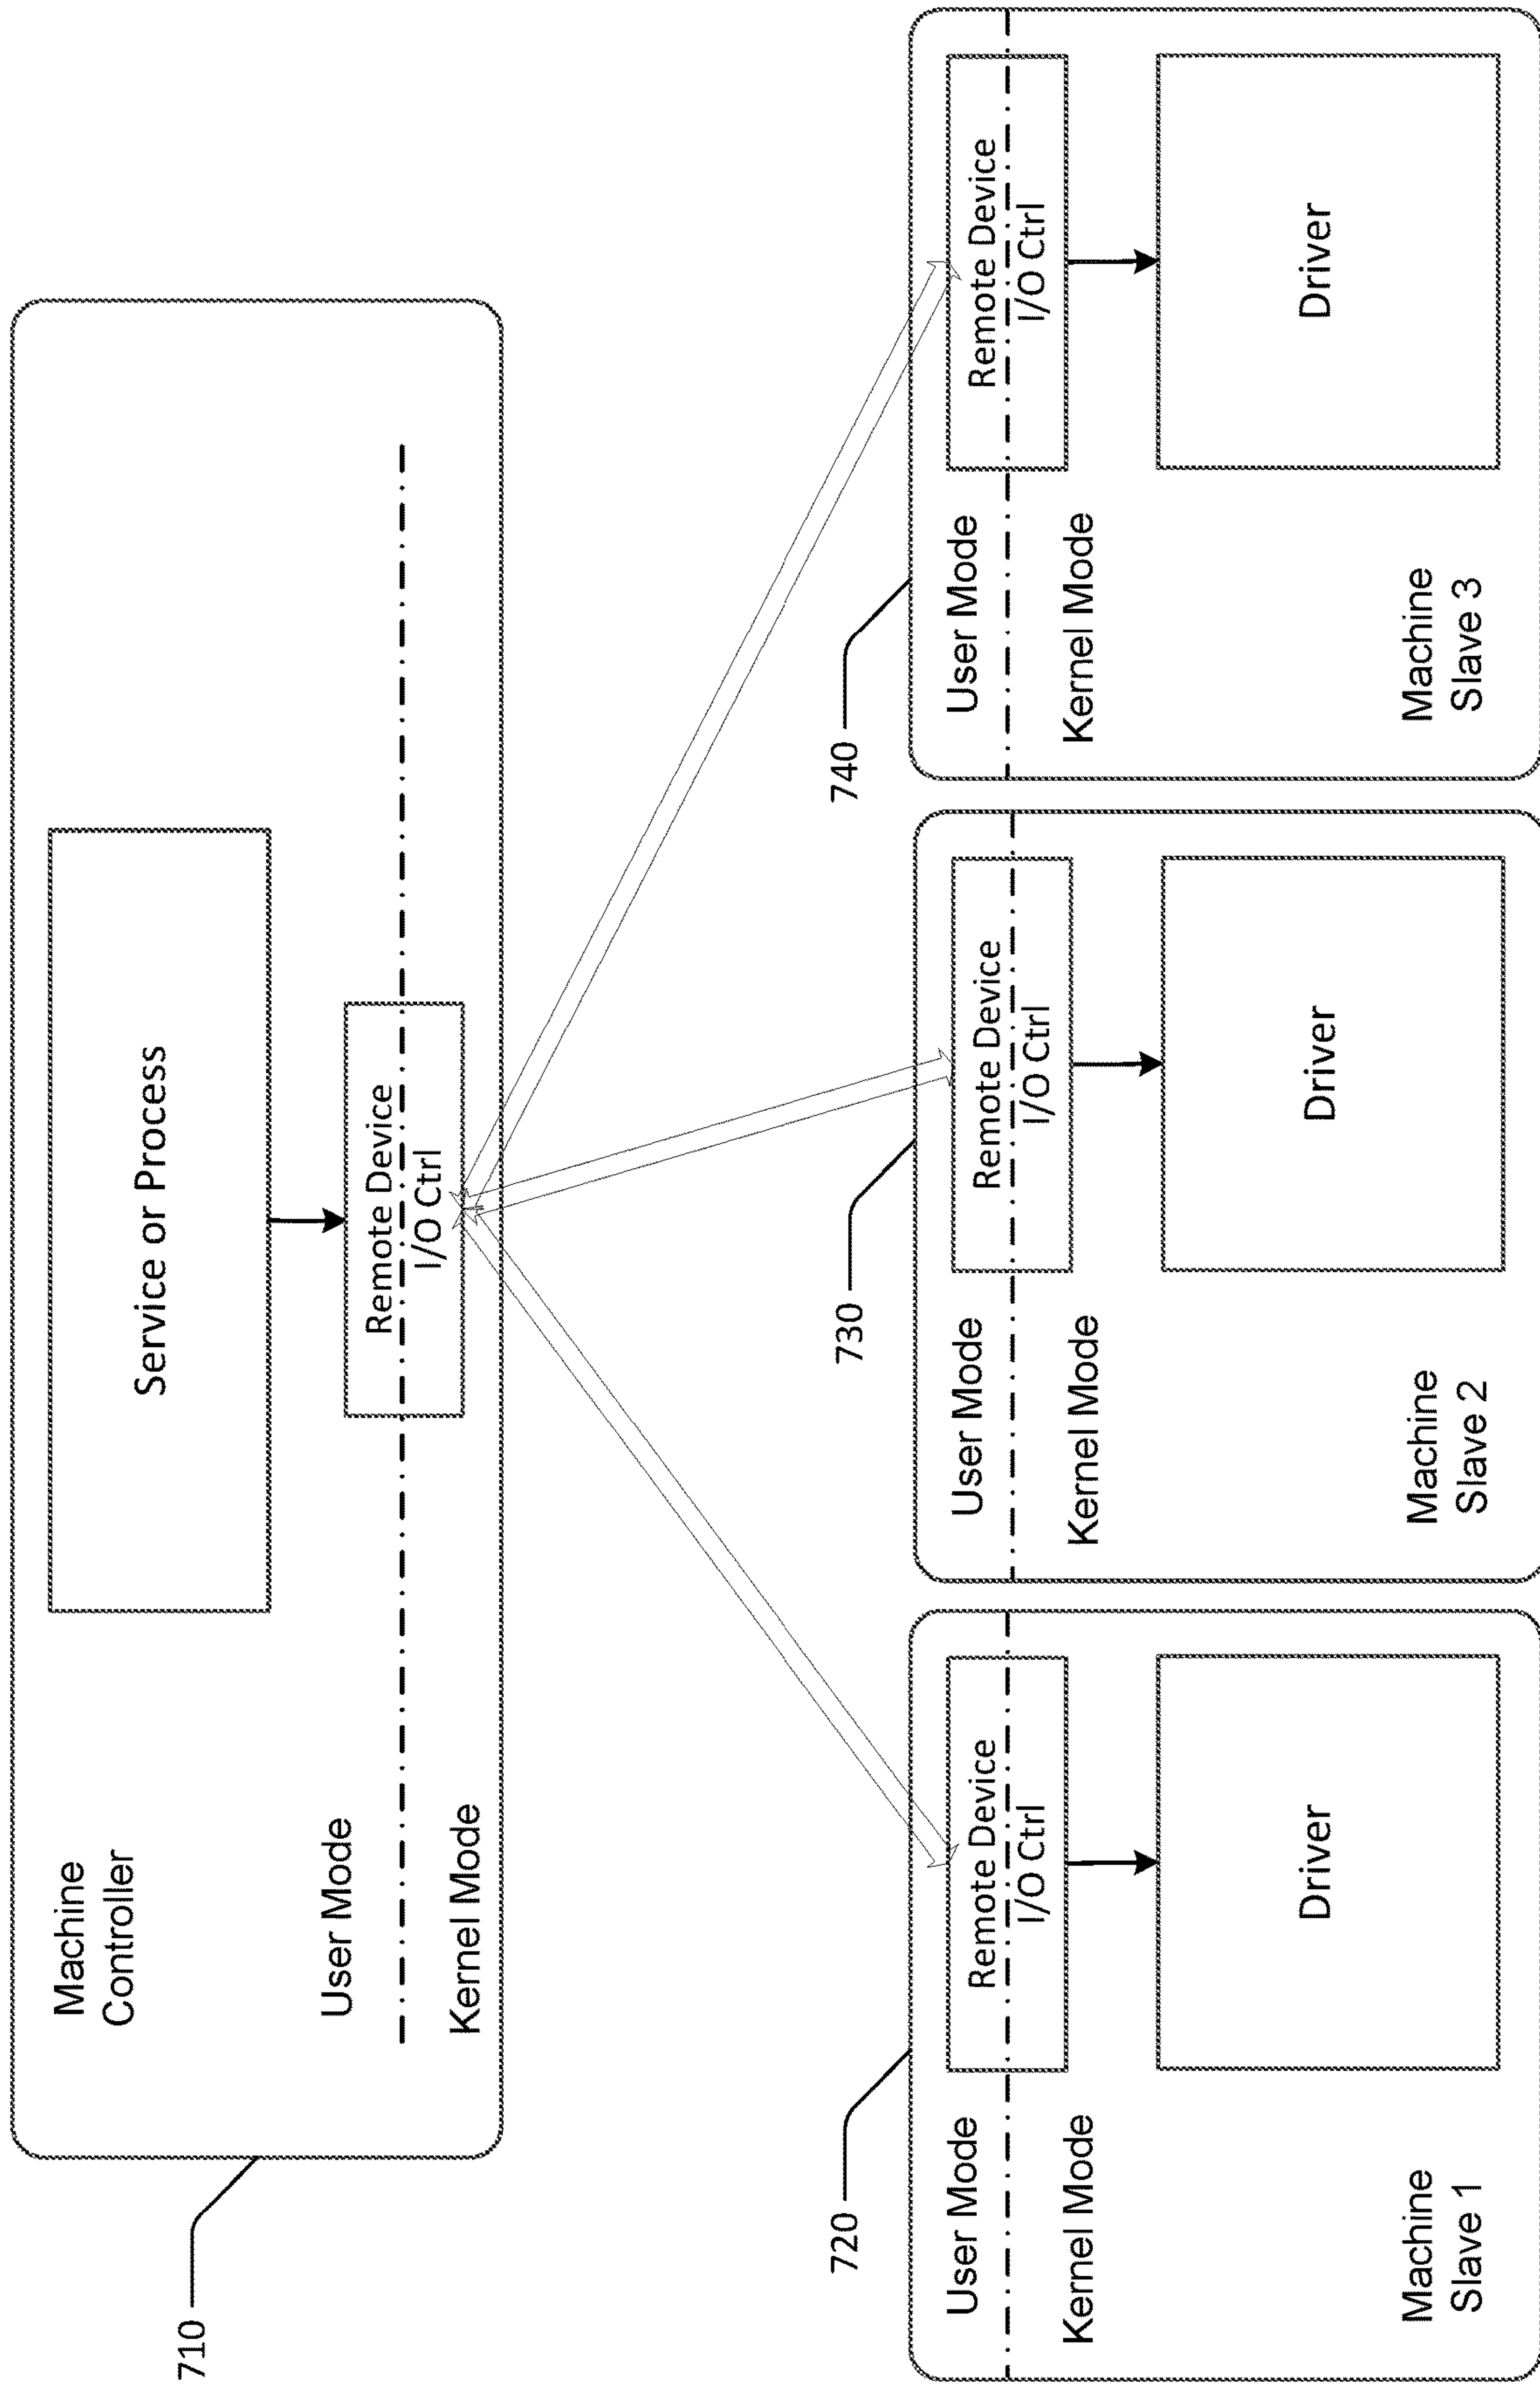 710
Machine
Controller
Service or Process
User Mode
Kernel Mode
Remote Device
I/O Ctrl
720
User Mode
Kernel Mode
Remote Device
I/O Ctrl
Driver
Machine
Slave 1
730
User Mode
Kernel Mode
Remote Device
I/O Ctrl
Driver
Machine
Slave 2
740
User Mode
Kernel Mode
Remote Device
I/O Ctrl
Driver
Machine
Slave 3